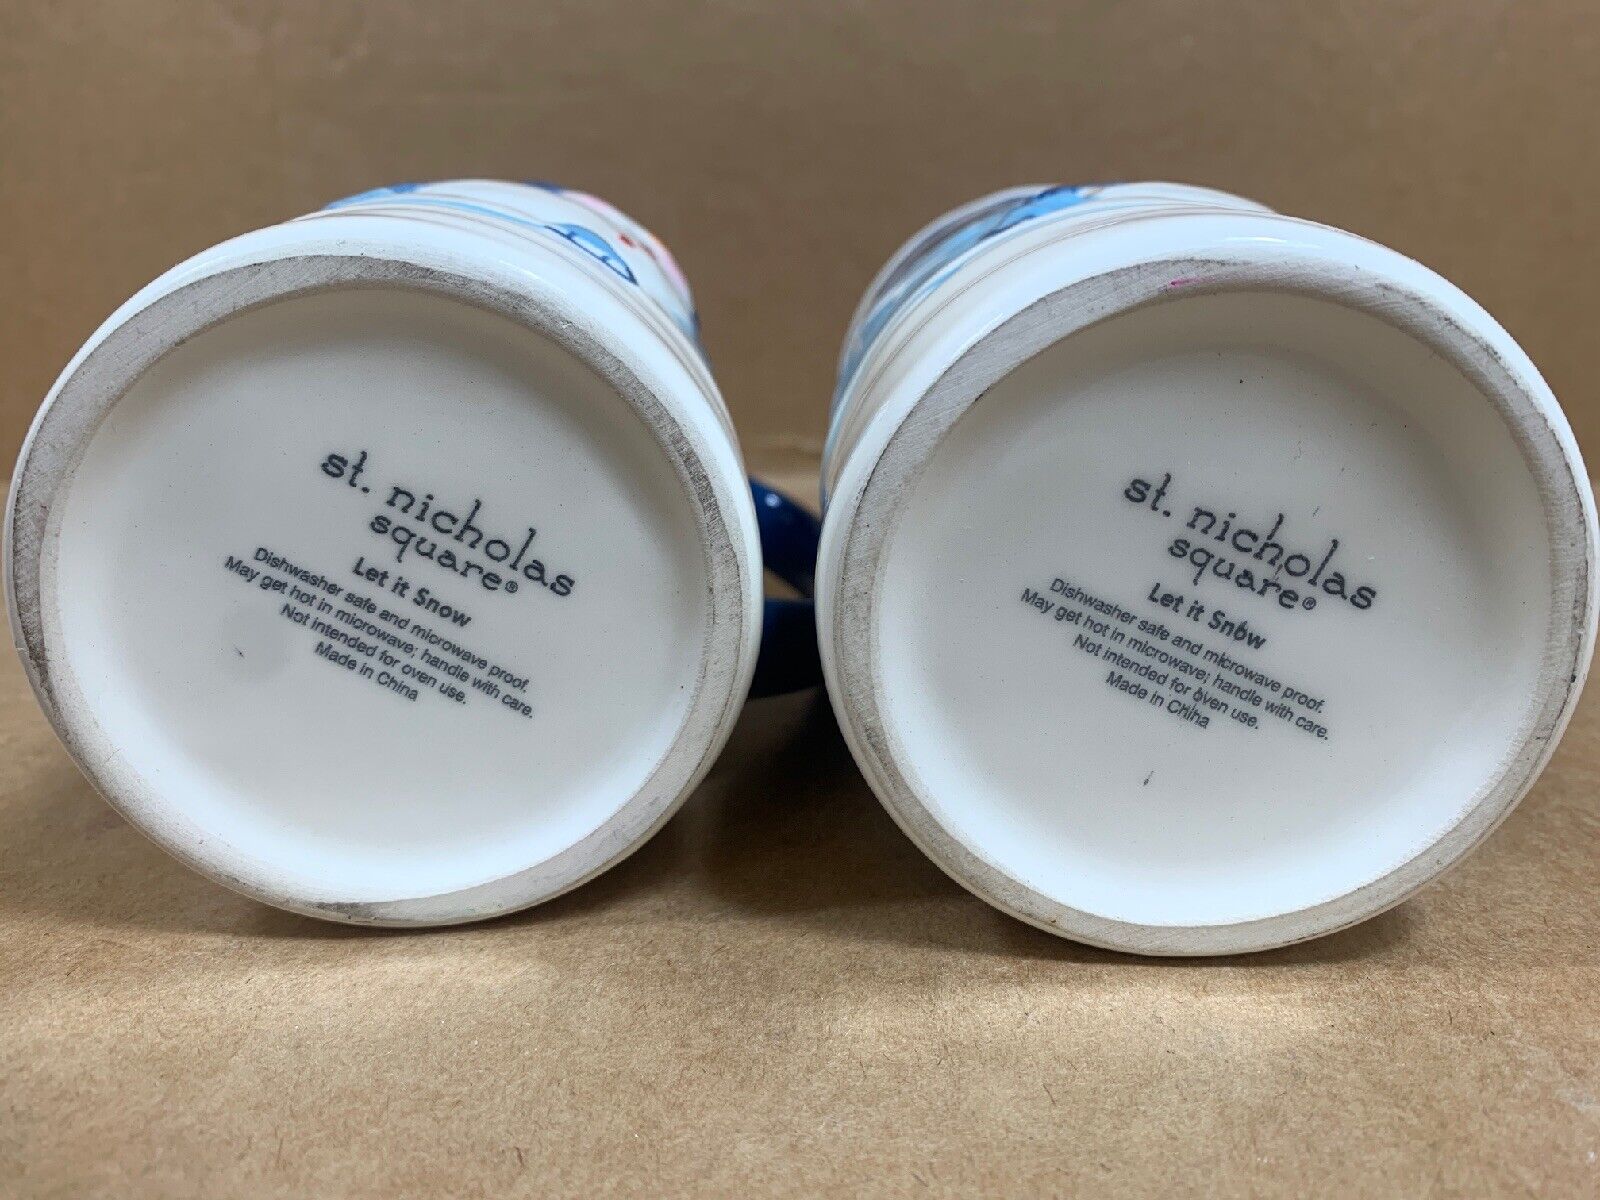 st. nicholas
square®
Let it Snow
Dishwasher safe and microwave proof.
May get hot in microwave; handle with care.
Not intended for oven use.
Made in China
st. nicholas
square®
Let it Snow
Dishwasher safe and microwave proof.
May get hot in microwave; handle with care.
Not intended for oven use.
Made in China